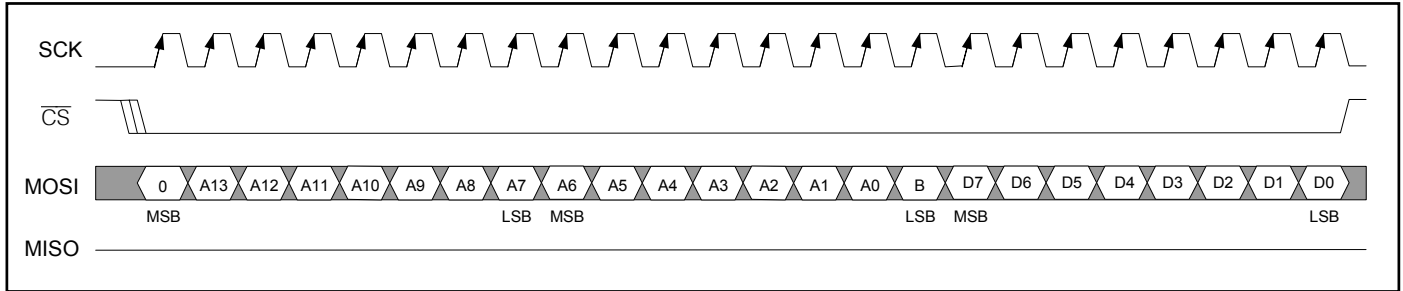 SCK
C̅S̅
MOSI 0 A13 A12 A11 A10 A9 A8 A7 A6 A5 A4 A3 A2 A1 A0 B D7 D6 D5 D4 D3 D2 D1 D0
MSB LSB MSB LSB MSB LSB
MISO